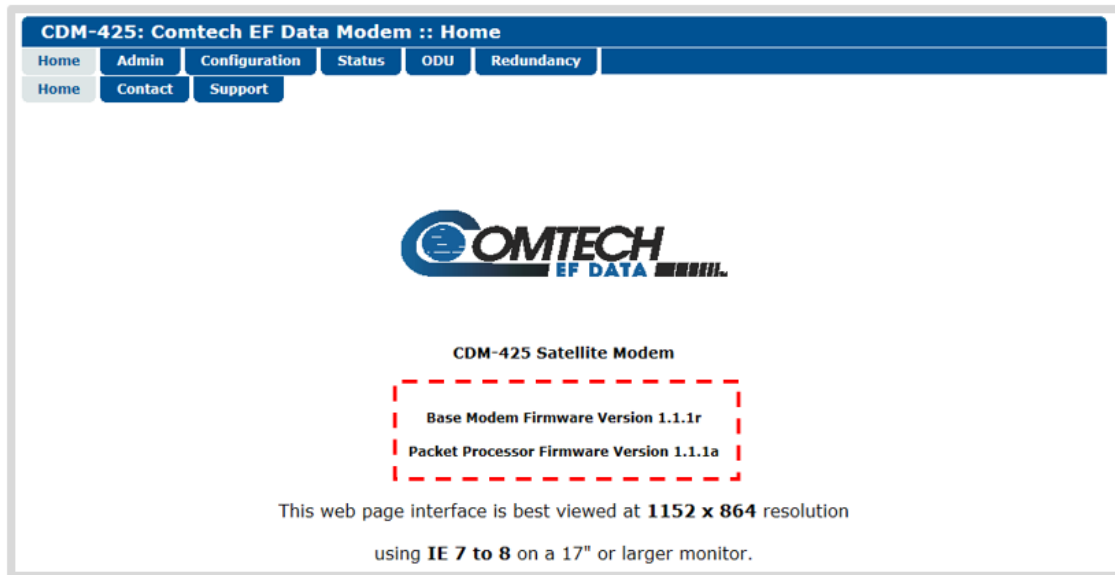 CDM-425: Comtech EF Data Modem :: Home
Home Admin Configuration Status ODU Redundancy
Home Contact Support
COMTECH
EF DATA
CDM-425 Satellite Modem
Base Modem Firmware Version 1.1.1r
Packet Processor Firmware Version 1.1.1a
This web page interface is best viewed at 1152 x 864 resolution
using IE 7 to 8 on a 17" or larger monitor.